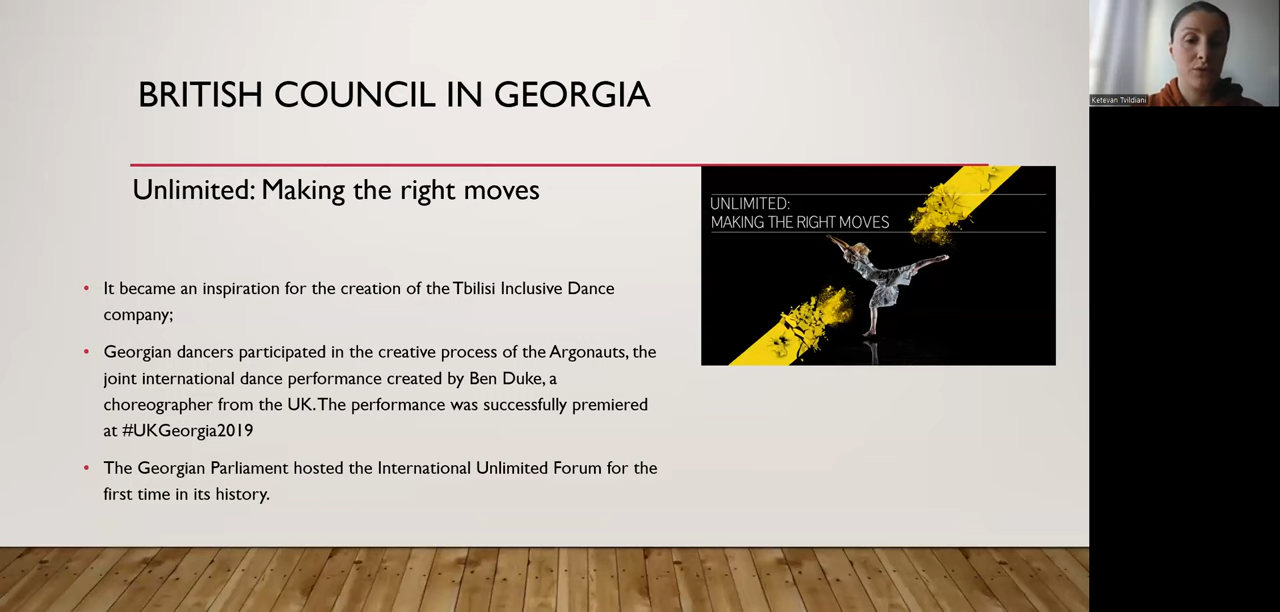 BRITISH COUNCIL IN GEORGIA
Unlimited: Making the right moves
• It became an inspiration for the creation of the Tbilisi Inclusive Dance
company;
• Georgian dancers participated in the creative process of the Argonauts, the
joint international dance performance created by Ben Duke, a
choreographer from the UK. The performance was successfully premiered
at #UKGeorgia2019
• The Georgian Parliament hosted the International Unlimited Forum for the
first time in its history.
UNLIMITED:
MAKING THE RIGHT MOVES
Ketevan Tvildiani